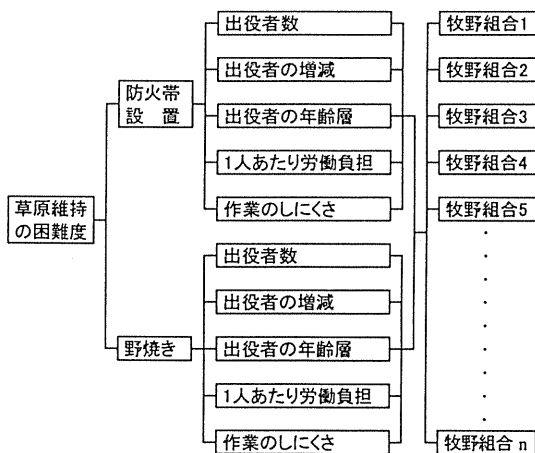 草原維持
の困難度
防火帯
設 置
野焼き
出役者数
出役者の増減
出役者の年齢層
1人あたり労働負担
作業のしにくさ
出役者数
出役者の増減
出役者の年齢層
1人あたり労働負担
作業のしにくさ
牧野組合1
牧野組合2
牧野組合3
牧野組合4
牧野組合5
牧野組合 n